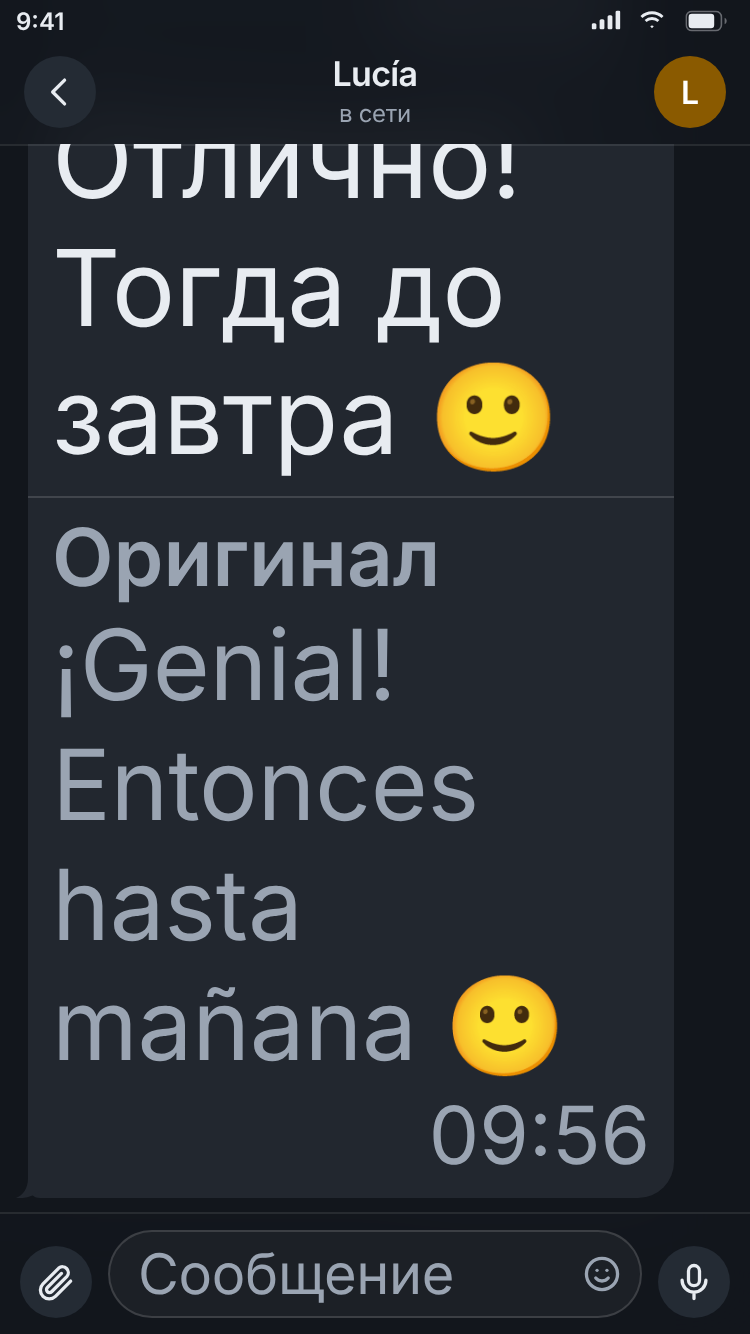 9:41
Lucía
в сети
L
Отлично!
Тогда до
завтра 🙂
Оригинал
¡Genial!
Entonces
hasta
mañana 🙂
09:56
Сообщение